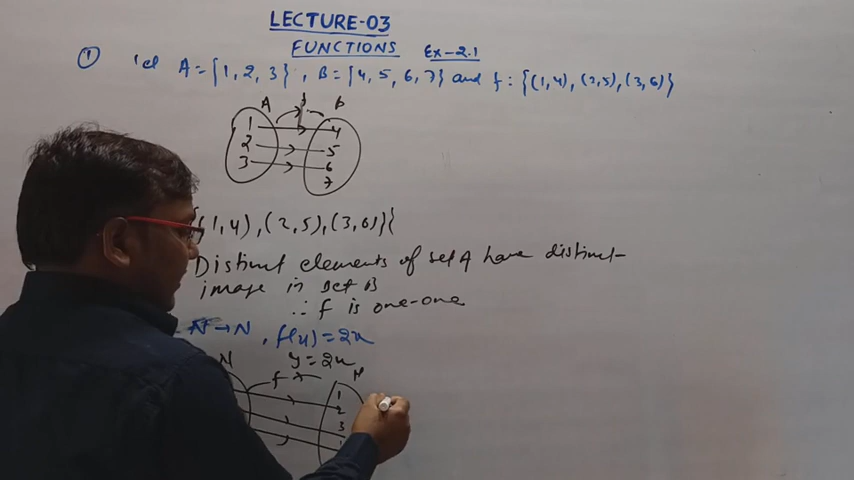 LECTURE-03
FUNCTIONS Ex-2.1
① let A = {1, 2, 3}, B = {4, 5, 6, 7} and f : {(1,4), (2,5), (3,6)}
A f B
1 4
2 5
3 6
7
(1,4), (2,5), (3,6)}
Distinct elements of set A have distinct
image in set B
∴ f is one-one
N→N, f(x) = 2x
y = 2x
N f N
1
2
3